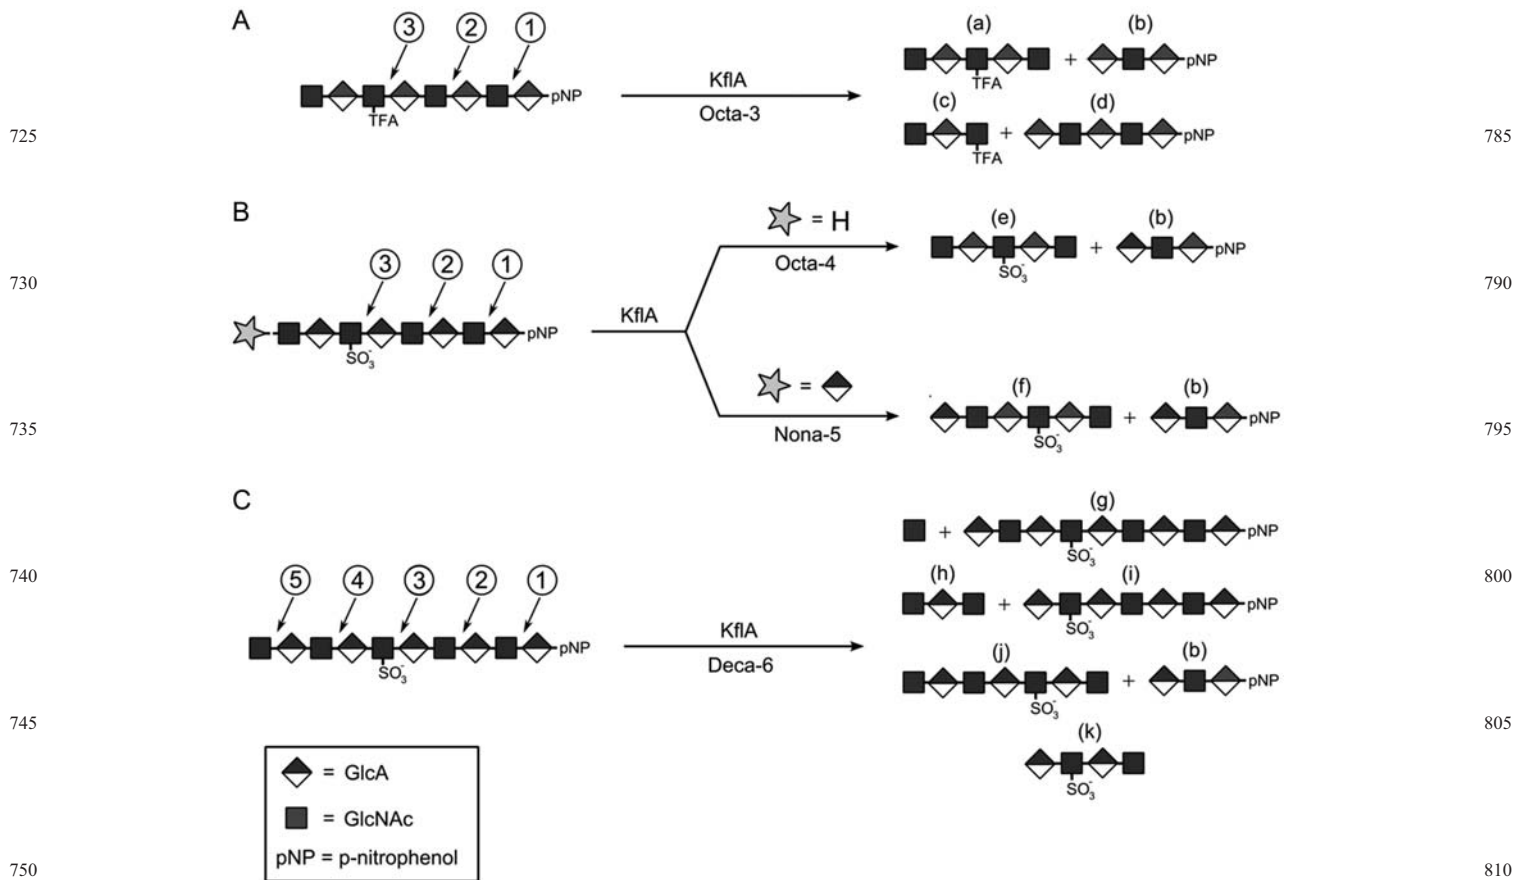 A
③ ② ①
TFA
pNP
KflA
Octa-3
(a) (b)
TFA
+
pNP
(c) (d)
TFA
+
pNP
725
785
B
③ ② ①
SO3-
pNP
KflA
= H
Octa-4
(e) (b)
SO3-
+
pNP
730
790
=
Nona-5
(f) (b)
SO3-
+
pNP
735
795
C
⑤ ④ ③ ② ①
SO3-
pNP
KflA
Deca-6
(g)
+
SO3-
pNP
740
800
(h) (i)
+
SO3-
pNP
(j) (b)
SO3-
+
pNP
745
805
(k)
SO3-
= GlcA
= GlcNAc
pNP = p-nitrophenol
750
810